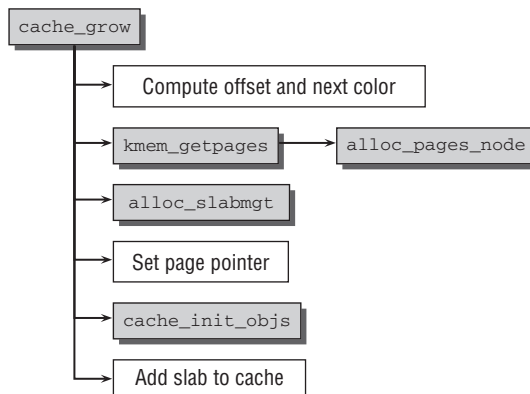 cache_grow
Compute offset and next color
kmem_getpages
alloc_pages_node
alloc_slabmgt
Set page pointer
cache_init_objs
Add slab to cache